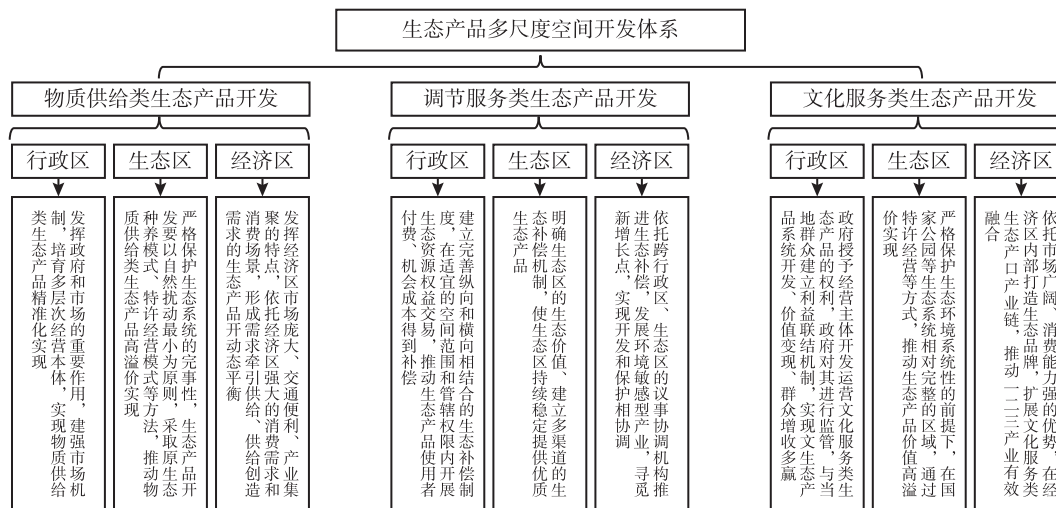 生态产品多尺度空间开发体系
物质供给类生态产品开发
调节服务类生态产品开发
文化服务类生态产品开发
行政区
生态区
经济区
行政区
生态区
经济区
行政区
生态区
经济区
发挥政府和市场的重要作用，建强市场机
制，培育多层次经营本体，实现物质供给
类生态产品精准化实现
严格保护生态系统的完事性，生态产品开
发要以自然扰动最小为原则，采取原生态
种养模式、特许经营模式等方法，推动物
质供给类生态产品高溢价实现
发挥经济区市场庞大、交通便利、产业集
聚的特点，依托经济区强大的消费需求和
消费场景，形成需求牵引供给、供给创造
需求的生态产品开动态平衡
建立完善纵向和横向相结合的生态补偿制
度，在适宜的空间范围和管辖权限内开展
生态资源权益交易，推动生态产品使用者
付费、机会成本得到补偿
明确生态区的生态价值、建立多渠道的生
态补偿机制，使生态区持续稳定提供优质
生态产品
依托跨行政区、生态区的议事协调机构推
进生态补偿，发展环境敏感型产业，寻觅
新增长点，实现开发和保护相协调
政府授予经营主体开发运营文化服务类生
态产品的权利，政府对其进行监管，与当
地群众建立利益联结机制，实现文生态产
品系统开发、价值变现、群众增收多赢
严格保护生态环境系统性的前提下，在国
家公园等生态系统相对完整的区域，通过
特许经营等方式，推动生态产品价值高溢
价实现
依托市场广阔、消费能力强的优势，在经
济区内部打造生态品牌，扩展文化服务类
生态产口产业链，推动一二三产业有效
融合